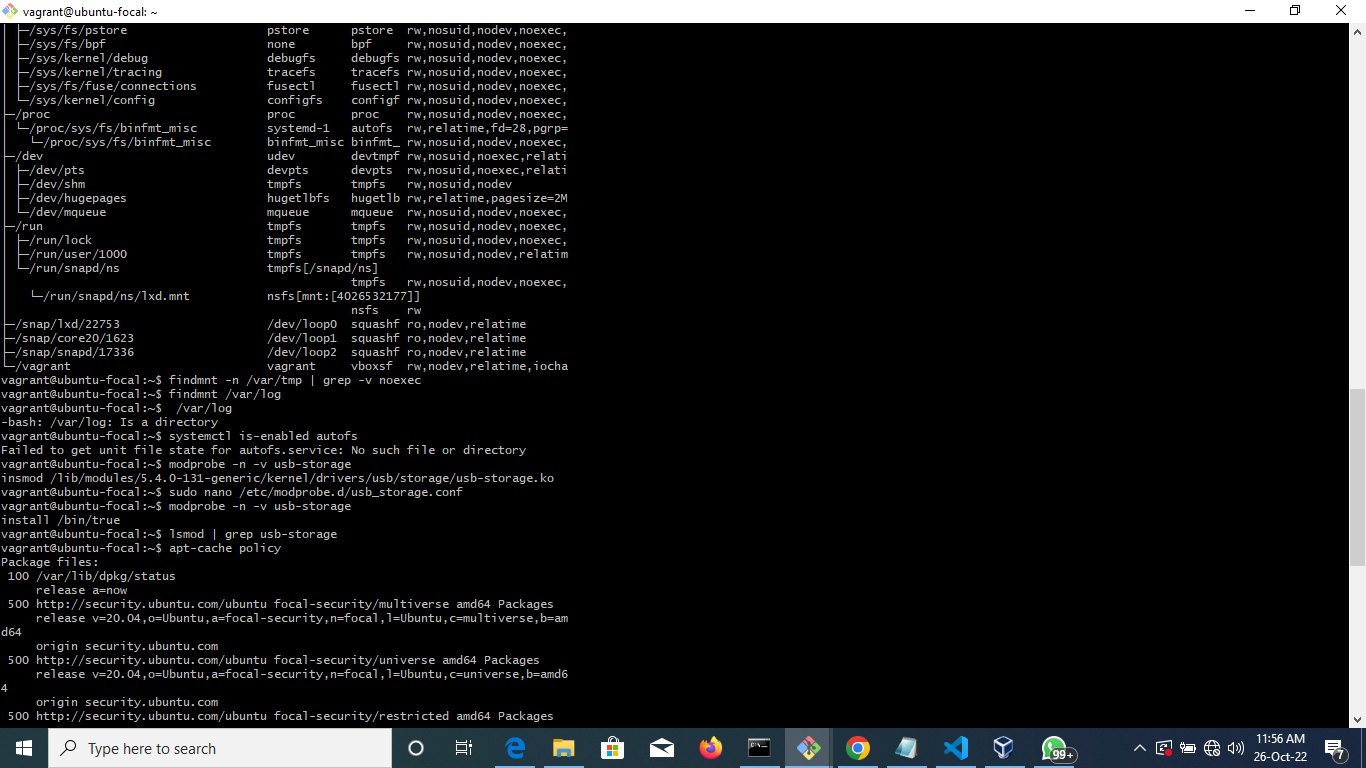 vagrant@ubuntu-focal: ~
├─/sys/fs/pstore pstore pstore rw,nosuid,nodev,noexec,
├─/sys/fs/bpf none bpf rw,nosuid,nodev,noexec,
├─/sys/kernel/debug debugfs debugfs rw,nosuid,nodev,noexec,
├─/sys/kernel/tracing tracefs tracefs rw,nosuid,nodev,noexec,
├─/sys/fs/fuse/connections fusectl fusectl rw,nosuid,nodev,noexec,
└─/sys/kernel/config configfs configf rw,nosuid,nodev,noexec,
├─/proc proc proc rw,nosuid,nodev,noexec,
└─/proc/sys/fs/binfmt_misc systemd-1 autofs rw,relatime,fd=28,pgrp=
└─/proc/sys/fs/binfmt_misc binfmt_misc binfmt_ rw,nosuid,nodev,noexec,
├─/dev udev devtmpf rw,nosuid,noexec,relati
├─/dev/pts devpts devpts rw,nosuid,noexec,relati
├─/dev/shm tmpfs tmpfs rw,nosuid,nodev
├─/dev/hugepages hugetlbfs hugetlb rw,relatime,pagesize=2M
└─/dev/mqueue mqueue mqueue rw,nosuid,nodev,noexec,
├─/run tmpfs tmpfs rw,nosuid,nodev,noexec,
├─/run/lock tmpfs tmpfs rw,nosuid,nodev,noexec,
├─/run/user/1000 tmpfs tmpfs rw,nosuid,nodev,relatim
└─/run/snapd/ns tmpfs[/snapd/ns]
tmpfs rw,nosuid,nodev,noexec,
└─/run/snapd/ns/lxd.mnt nsfs[mnt:[4026532177]]
nsfs rw
├─/snap/lxd/22753 /dev/loop0 squashf ro,nodev,relatime
├─/snap/core20/1623 /dev/loop1 squashf ro,nodev,relatime
├─/snap/snapd/17336 /dev/loop2 squashf ro,nodev,relatime
└─/vagrant vagrant vboxsf rw,nodev,relatime,iocha
vagrant@ubuntu-focal:~$ findmnt -n /var/tmp | grep -v noexec
vagrant@ubuntu-focal:~$ findmnt /var/log
vagrant@ubuntu-focal:~$  /var/log
-bash: /var/log: Is a directory
vagrant@ubuntu-focal:~$ systemctl is-enabled autofs
Failed to get unit file state for autofs.service: No such file or directory
vagrant@ubuntu-focal:~$ modprobe -n -v usb-storage
insmod /lib/modules/5.4.0-131-generic/kernel/drivers/usb/storage/usb-storage.ko
vagrant@ubuntu-focal:~$ sudo nano /etc/modprobe.d/usb_storage.conf
vagrant@ubuntu-focal:~$ modprobe -n -v usb-storage
install /bin/true
vagrant@ubuntu-focal:~$ lsmod | grep usb-storage
vagrant@ubuntu-focal:~$ apt-cache policy
Package files:
100 /var/lib/dpkg/status
release a=now
500 http://security.ubuntu.com/ubuntu focal-security/multiverse amd64 Packages
release v=20.04,o=Ubuntu,a=focal-security,n=focal,l=Ubuntu,c=multiverse,b=am
d64
origin security.ubuntu.com
500 http://security.ubuntu.com/ubuntu focal-security/universe amd64 Packages
release v=20.04,o=Ubuntu,a=focal-security,n=focal,l=Ubuntu,c=universe,b=amd6
4
origin security.ubuntu.com
500 http://security.ubuntu.com/ubuntu focal-security/restricted amd64 Packages
Type here to search
99+
11:56 AM
26-Oct-22
7